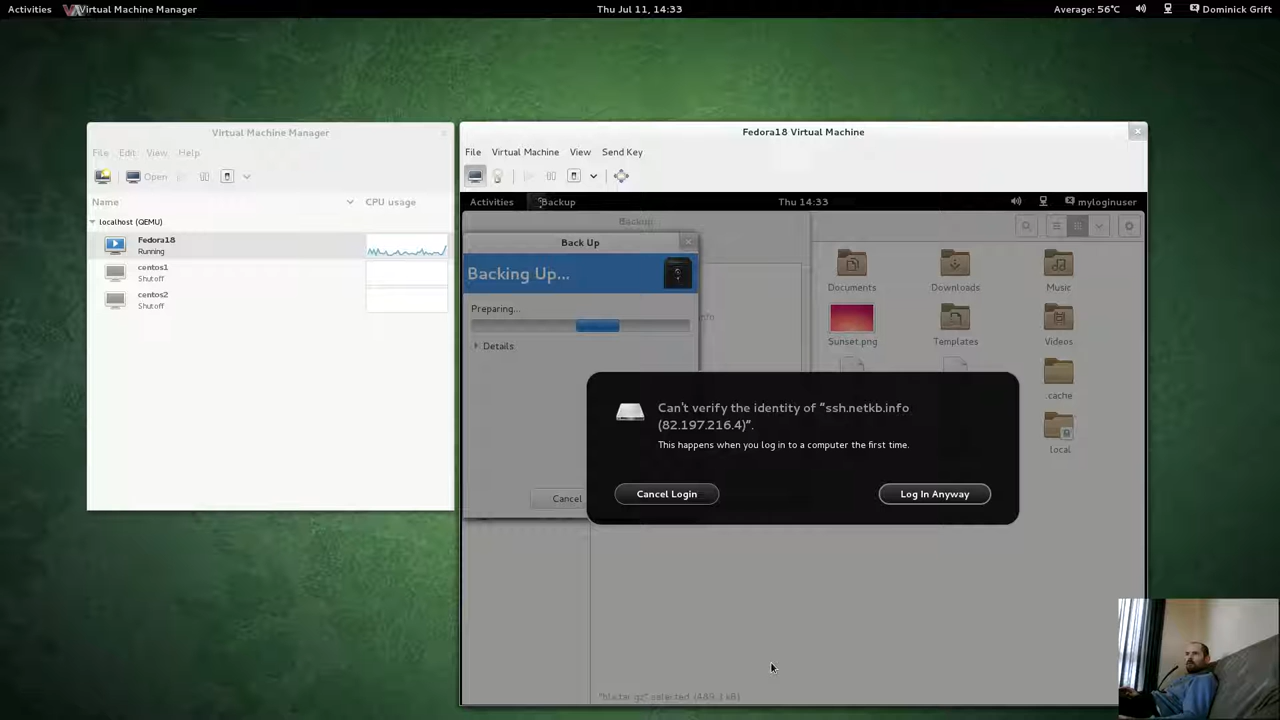 Activities Virtual Machine Manager Thu Jul 11, 14:33 Average: 56°C Dominick Grift
Virtual Machine Manager
File Edit View Help
Open
Name CPU usage
localhost (QEMU)
Fedora18
Running
centos1
Shutoff
centos2
Shutoff
Fedora18 Virtual Machine
File Virtual Machine View Send Key
Activities Backup Thu 14:33 myloginuser
Backup
Back Up
Backing Up...
Preparing...
Details
Cancel
Documents Downloads Music
Sunset.png Templates Videos
.cache
local
Can't verify the identity of "ssh.netkb.info
(82.197.216.4)".
This happens when you log in to a computer the first time.
Cancel Login Log In Anyway
selected